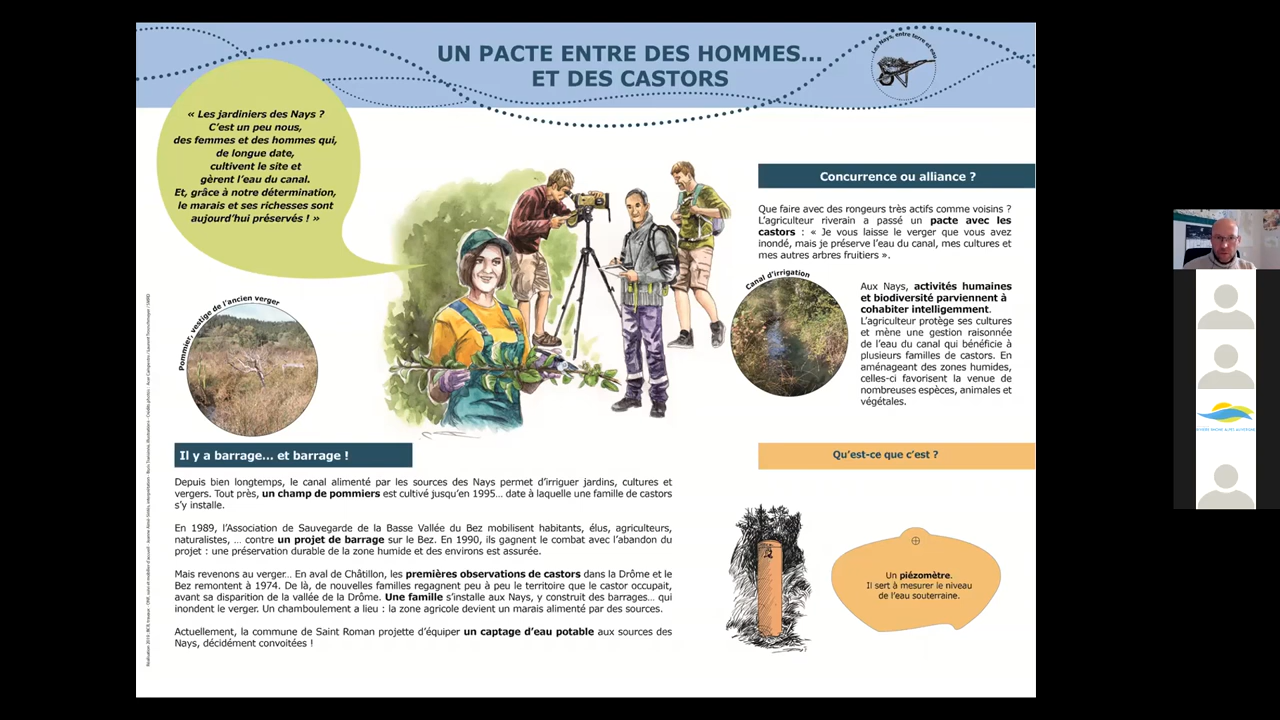 UN PACTE ENTRE DES HOMMES...
ET DES CASTORS
Les Nays, entre terre et eau
« Les jardiniers des Nays ?
C'est un peu nous,
des femmes et des hommes qui,
de longue date,
cultivent le site et
gèrent l'eau du canal.
Et, grâce à notre détermination,
le marais et ses richesses sont
aujourd'hui préservés ! »
Concurrence ou alliance ?
Que faire avec des rongeurs très actifs comme voisins ?
L'agriculteur riverain a passé un pacte avec les
castors : « Je vous laisse le verger que vous avez
inondé, mais je préserve l'eau du canal, mes cultures et
mes autres arbres fruitiers ».
Canal d'irrigation
Aux Nays, activités humaines
et biodiversité parviennent à
cohabiter intelligemment.
L'agriculteur protège ses cultures
et mène une gestion raisonnée
de l'eau du canal qui bénéficie à
plusieurs familles de castors. En
aménageant des zones humides,
celles-ci favorisent la venue de
nombreuses espèces, animales et
végétales.
Pommier, vestige de l'ancien verger
Il y a barrage... et barrage !
Depuis bien longtemps, le canal alimenté par les sources des Nays permet d'irriguer jardins, cultures et
vergers. Tout près, un champ de pommiers est cultivé jusqu'en 1995... date à laquelle une famille de castors
s'y installe.
En 1989, l'Association de Sauvegarde de la Basse Vallée du Bez mobilisent habitants, élus, agriculteurs,
naturalistes, ... contre un projet de barrage sur le Bez. En 1990, ils gagnent le combat avec l'abandon du
projet : une préservation durable de la zone humide et des environs est assurée.
Mais revenons au verger... En aval de Châtillon, les premières observations de castors dans la Drôme et le
Bez remontent à 1974. De là, de nouvelles familles regagnent peu à peu le territoire que le castor occupait,
avant sa disparition de la vallée de la Drôme. Une famille s'installe aux Nays, y construit des barrages... qui
inondent le verger. Un chamboulement a lieu : la zone agricole devient un marais alimenté par des sources.
Actuellement, la commune de Saint Roman projette d'équiper un captage d'eau potable aux sources des
Nays, décidément convoitées !
Qu'est-ce que c'est ?
Un piézomètre.
Il sert à mesurer le niveau
de l'eau souterraine.